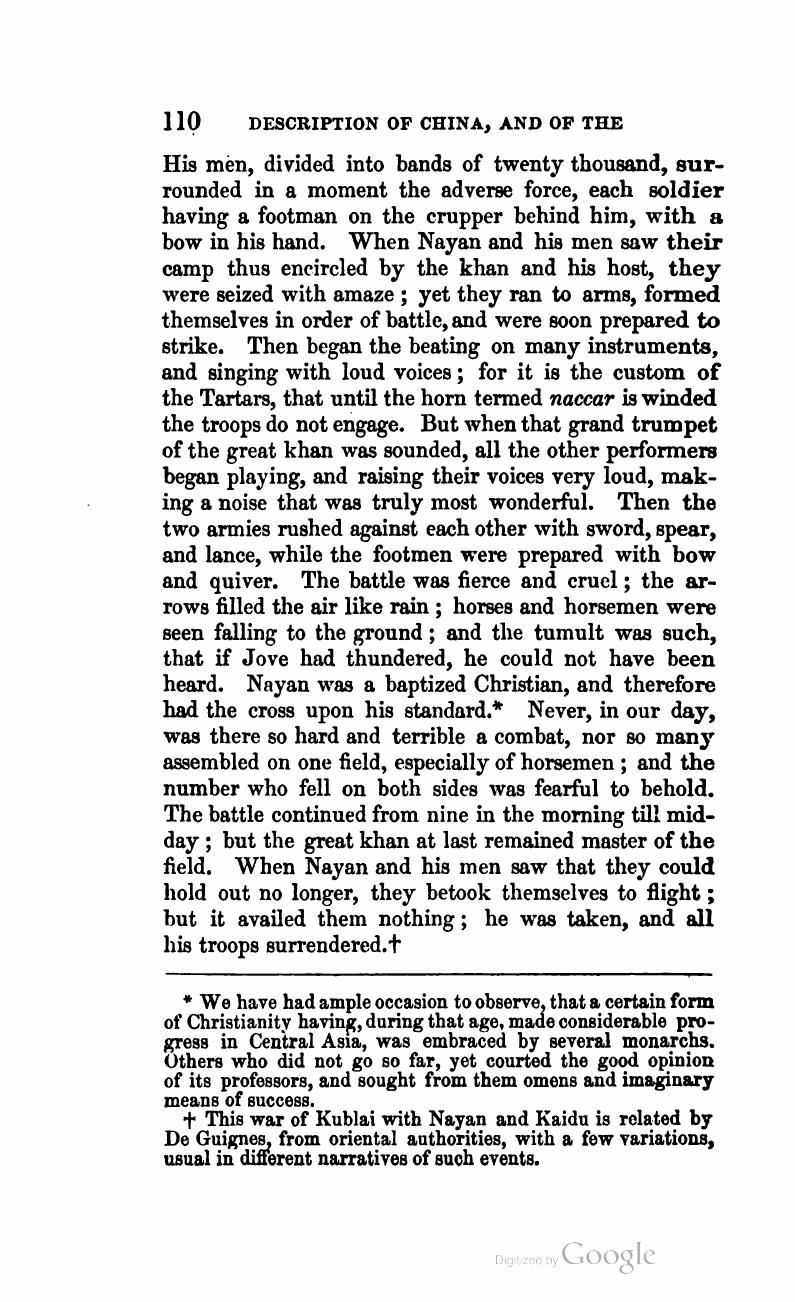 110 DESCRIPTION OF CHINA, AND OF THE
His men, divided into bands of twenty thousand, sur-
rounded in a moment the adverse force, each soldier
having a footman on the crupper behind him, with a
bow in his hand. When Nayan and his men saw their
camp thus encircled by the khan and his host, they
were seized with amaze ; yet they ran to arms, formed
themselves in order of battle, and were soon prepared to
strike. Then began the beating on many instruments,
and singing with loud voices ; for it is the custom of
the Tartars, that until the horn termed naccar is winded
the troops do not engage. But when that grand trumpet
of the great khan was sounded, all the other performers
began playing, and raising their voices very loud, mak-
ing a noise that was truly most wonderful. Then the
two armies rushed against each other with sword, spear,
and lance, while the footmen were prepared with bow
and quiver. The battle was fierce and cruel ; the ar-
rows filled the air like rain ; horses and horsemen were
seen falling to the ground ; and the tumult was such,
that if Jove had thundered, he could not have been
heard. Nayan was a baptized Christian, and therefore
had the cross upon his standard.* Never, in our day,
was there so hard and terrible a combat, nor so many
assembled on one field, especially of horsemen ; and the
number who fell on both sides was fearful to behold.
The battle continued from nine in the morning till mid-
day ; but the great khan at last remained master of the
field. When Nayan and his men saw that they could
hold out no longer, they betook themselves to flight ;
but it availed them nothing ; he was taken, and all
his troops surrendered.†
* We have had ample occasion to observe, that a certain form
of Christianity having, during that age, made considerable pro-
gress in Central Asia, was embraced by several monarchs.
Others who did not go so far, yet courted the good opinion
of its professors, and sought from them omens and imaginary
means of success.
† This war of Kublai with Nayan and Kaidu is related by
De Guignes, from oriental authorities, with a few variations,
usual in different narratives of such events.
Digitized by Google